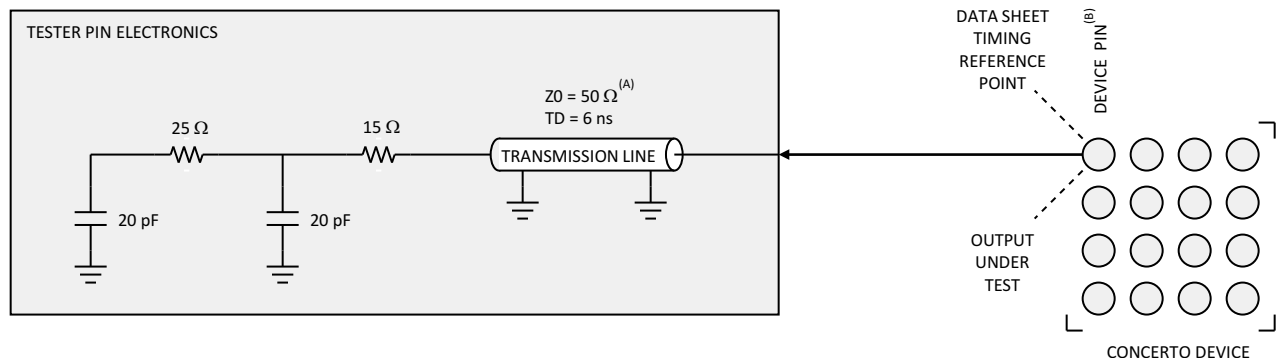 TESTER PIN ELECTRONICS
25 Ω
15 Ω
Z0 = 50 Ω(A)
TD = 6 ns
TRANSMISSION LINE
20 pF
20 pF
DATA SHEET
TIMING
REFERENCE
POINT
DEVICE PIN(B)
OUTPUT
UNDER
TEST
CONCERTO DEVICE